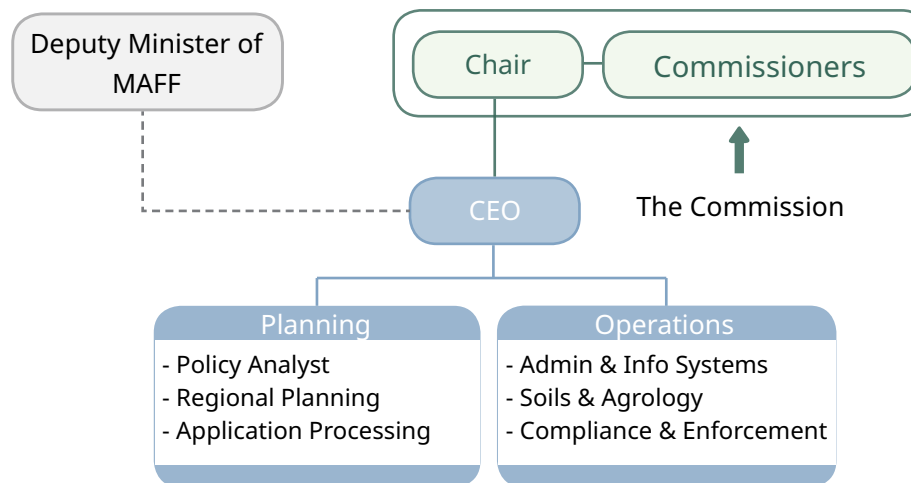 Deputy Minister of
MAFF
Chair
Commissioners
CEO
The Commission
Planning
- Policy Analyst
- Regional Planning
- Application Processing
Operations
- Admin & Info Systems
- Soils & Agrology
- Compliance & Enforcement